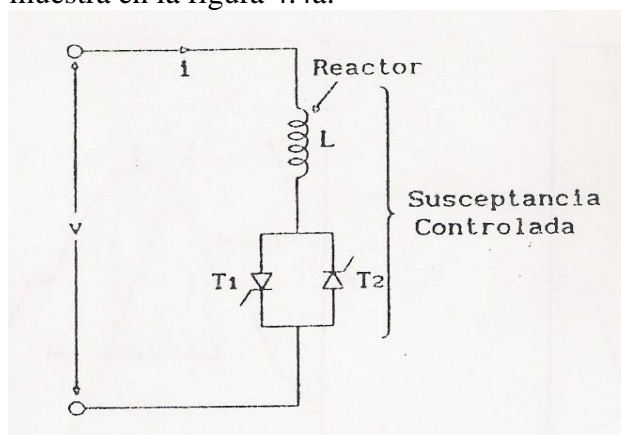 muestra en la figura 4.4a.
i
Reactor
L
Susceptancia
Controlada
v
T1
T2